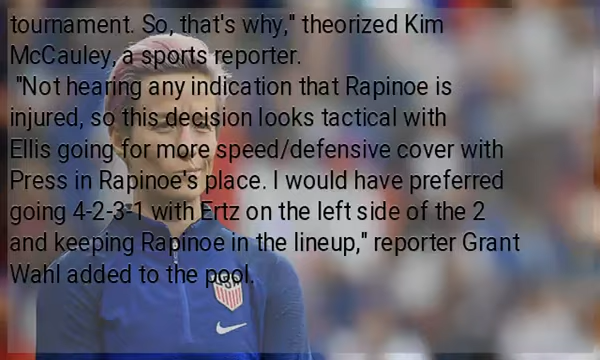 tournament. So, that's why," theorized Kim
McCauley, a sports reporter.
"Not hearing any indication that Rapinoe is
injured, so this decision looks tactical with
Ellis going for more speed/defensive cover with
Press in Rapinoe's place. I would have preferred
going 4-2-3-1 with Ertz on the left side of the 2
and keeping Rapinoe in the lineup," reporter Grant
Wahl added to the pool.
USA